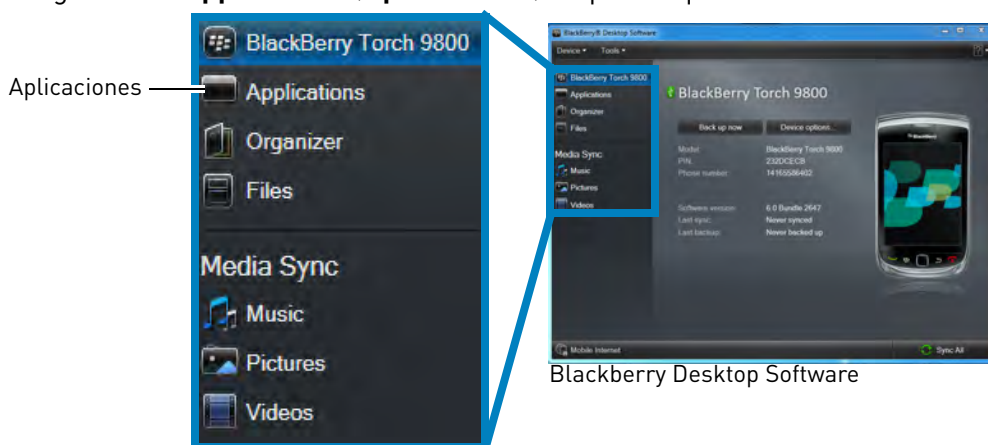 BlackBerry Torch 9800
Aplicaciones
Applications
Organizer
Files
Media Sync
Music
Pictures
Videos
BlackBerry® Desktop Software
Device
Tools
BlackBerry Torch 9800
Applications
Organizer
Files
Media Sync
Music
Pictures
Videos
BlackBerry Torch 9800
Back up now
Device options...
Model: BlackBerry Torch 9800
PIN: 232DCECB
Phone number: 14165586402
Software version: 6.0 Bundle 2647
Last sync: Never synced
Last backup: Never backed up
Mobile Internet
Sync All
Blackberry Desktop Software